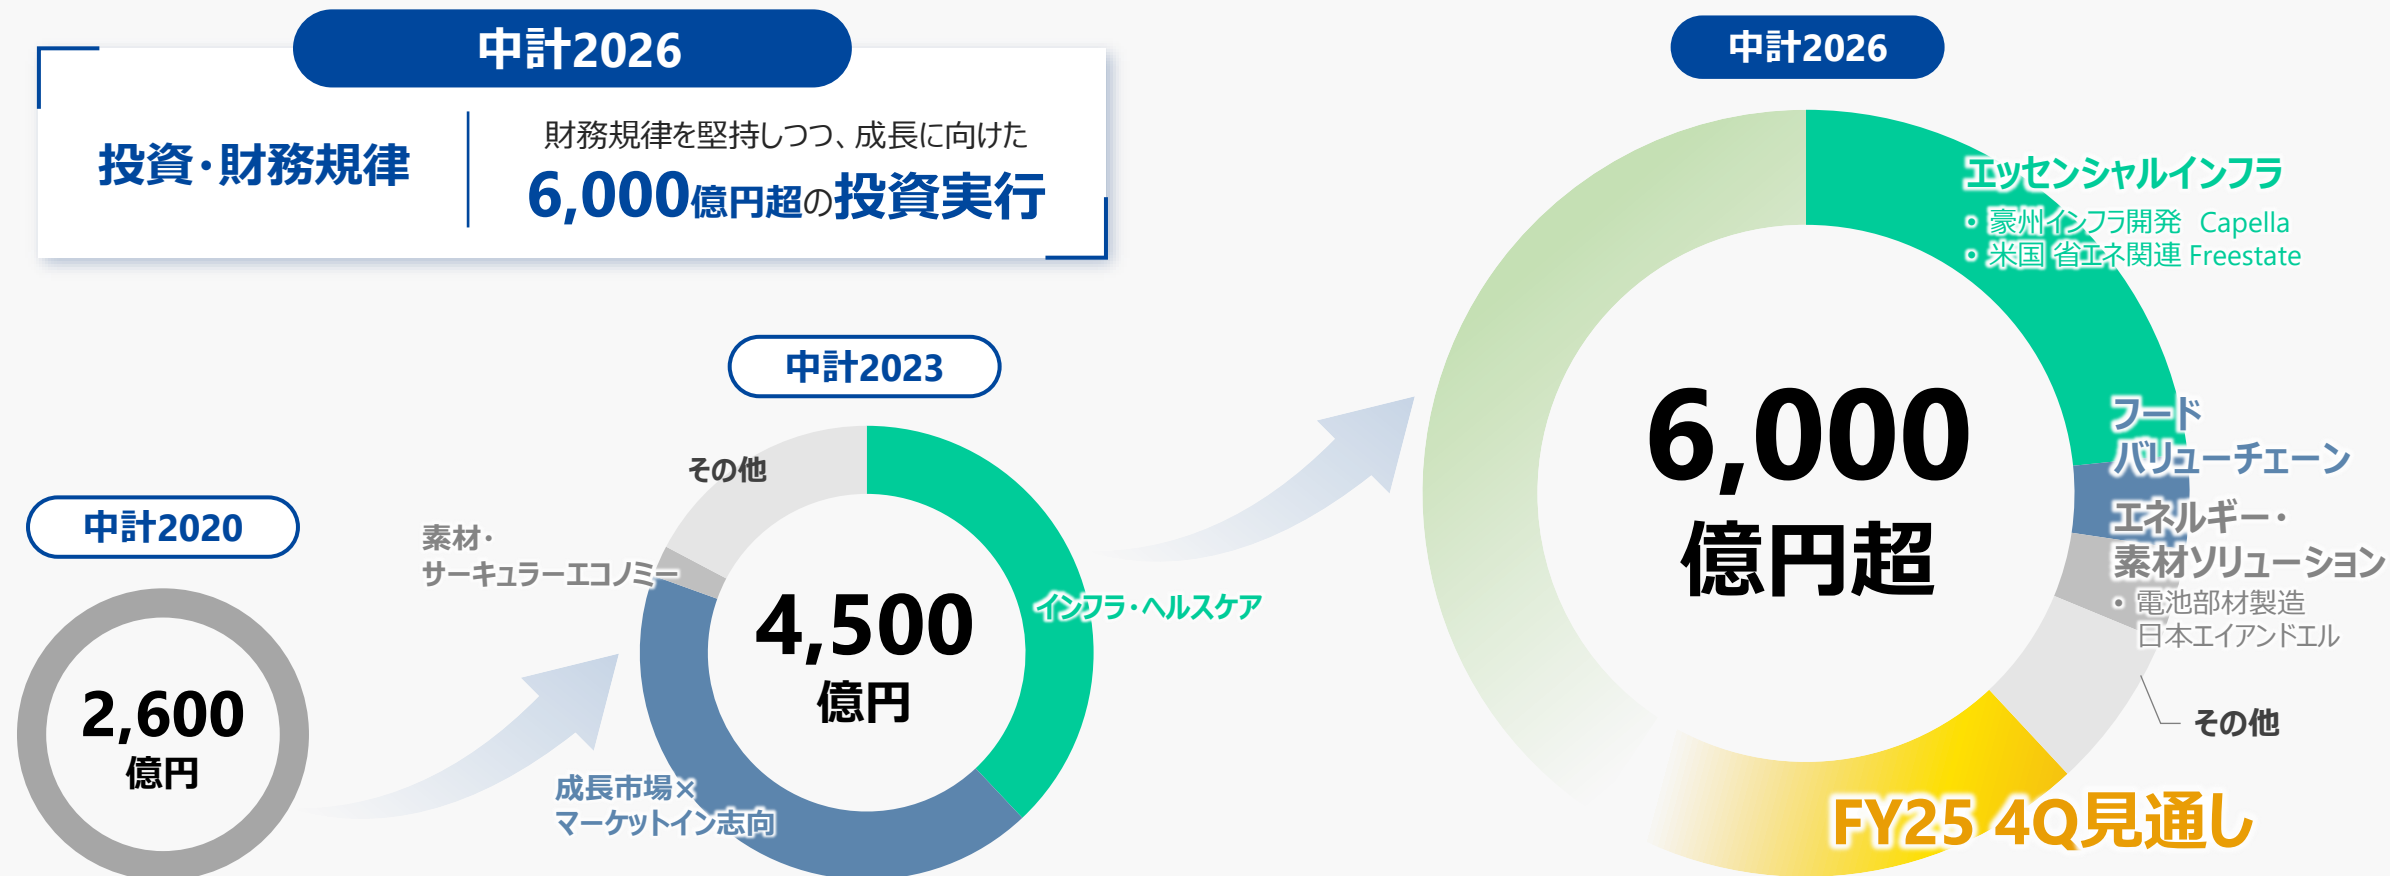 中計2026
投資・財務規律
財務規律を堅持しつつ、成長に向けた
6,000億円超の投資実行
中計2020
2,600
億円
中計2023
その他
素材・
サーキュラーエコノミー
4,500
億円
インフラ・ヘルスケア
成長市場×
マーケットイン志向
中計2026
エッセンシャルインフラ
・ 豪州インフラ開発 Capella
・ 米国 省エネ関連 Freestate
6,000
億円超
フード
バリューチェーン
エネルギー・
素材ソリューション
・ 電池部材製造
日本エイアンドエル
その他
FY25 4Q見通し